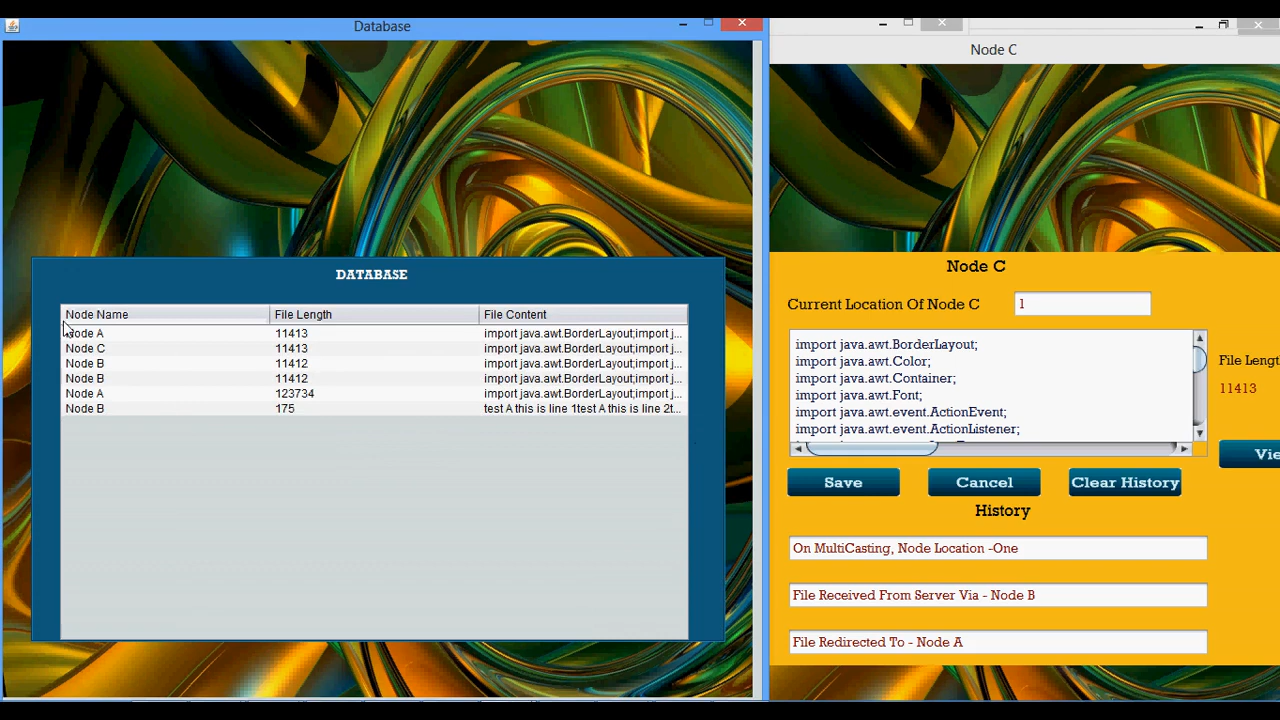 Database
DATABASE
Node Name File Length File Content
Node A 11413 import java.awt.BorderLayout;import j...
Node C 11413 import java.awt.BorderLayout;import j...
Node B 11412 import java.awt.BorderLayout;import j...
Node B 11412 import java.awt.BorderLayout;import j...
Node A 123734 import java.awt.BorderLayout;import j...
Node B 175 test A this is line 1test A this is line 2t...
Node C
Node C
Current Location Of Node C 1
import java.awt.BorderLayout;
import java.awt.Color;
import java.awt.Container;
import java.awt.Font;
import java.awt.event.ActionEvent;
import java.awt.event.ActionListener;
File Lengt
11413
Vie
Save Cancel Clear History
History
On MultiCasting, Node Location -One
File Received From Server Via - Node B
File Redirected To - Node A